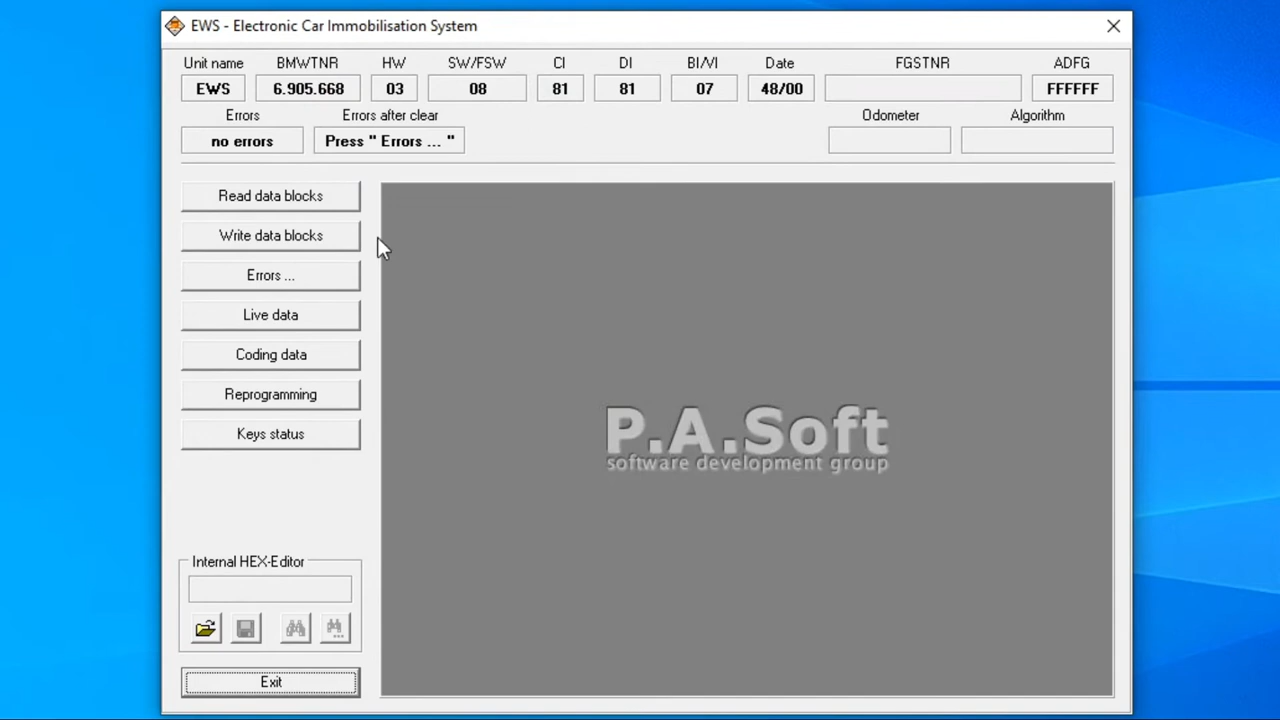 EWS - Electronic Car Immobilisation System
Unit name BMWTNR HW SW/FSW CI DI BI/VI Date FGSTNR ADFG
EWS 6.905.668 03 08 81 81 07 48/00 FFFFFF
Errors Errors after clear Odometer Algorithm
no errors Press " Errors ... "
Read data blocks
Write data blocks
Errors ...
Live data
Coding data
Reprogramming
Keys status
P.A.Soft
software development group
Internal HEX-Editor
Exit